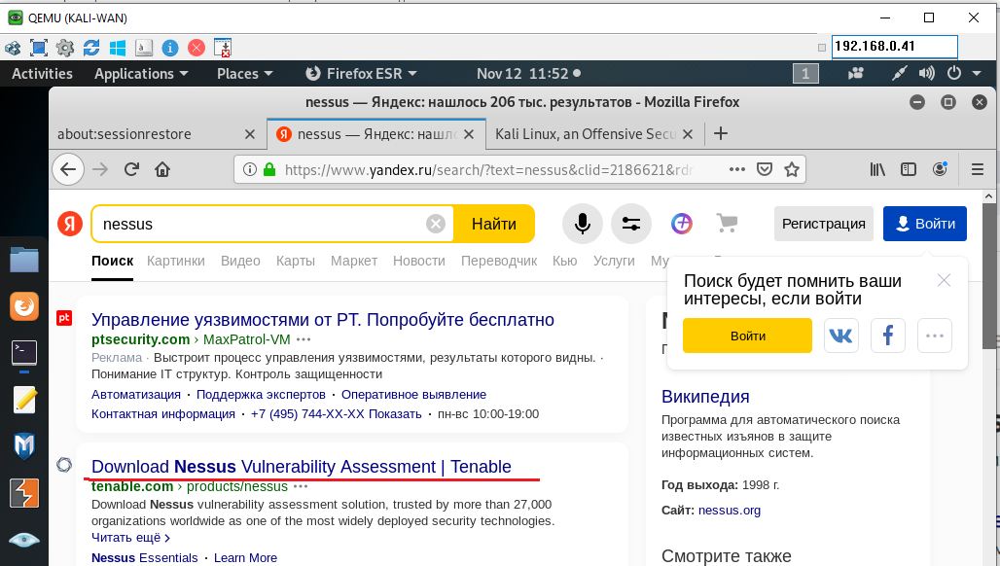 QEMU (KALI-WAN)
192.168.0.41
Activities Applications Places Firefox ESR Nov 12 11:52 1
nessus — Яндекс: нашлось 206 тыс. результатов - Mozilla Firefox
about:sessionrestore nessus — Яндекс: нашл Kali Linux, an Offensive Secu
https://www.yandex.ru/search/?text=nessus&clid=2186621&rdr
Я nessus Найти Регистрация Войти
Поиск Картинки Видео Карты Маркет Новости Переводчик Кью Услуги Му
Поиск будет помнить ваши
интересы, если войти
Войти
pt Управление уязвимостями от PT. Попробуйте бесплатно
ptsecurity.com › MaxPatrol-VM
Реклама · Выстроит процесс управления уязвимостями, результаты которого видны. ·
Понимание IT структур. Контроль защищенности
Автоматизация · Поддержка экспертов · Оперативное выявление
Контактная информация · +7 (495) 744-XX-XX Показать · пн-вс 10:00-19:00
Download Nessus Vulnerability Assessment | Tenable
tenable.com › products/nessus
Download Nessus vulnerability assessment solution, trusted by more than 27,000
organizations worldwide as one of the most widely deployed security technologies.
Читать ещё ›
Nessus Essentials · Learn More
Википедия
Программа для автоматического поиска
известных изъянов в защите
информационных систем.
Год выхода: 1998 г.
Сайт: nessus.org
Смотрите также